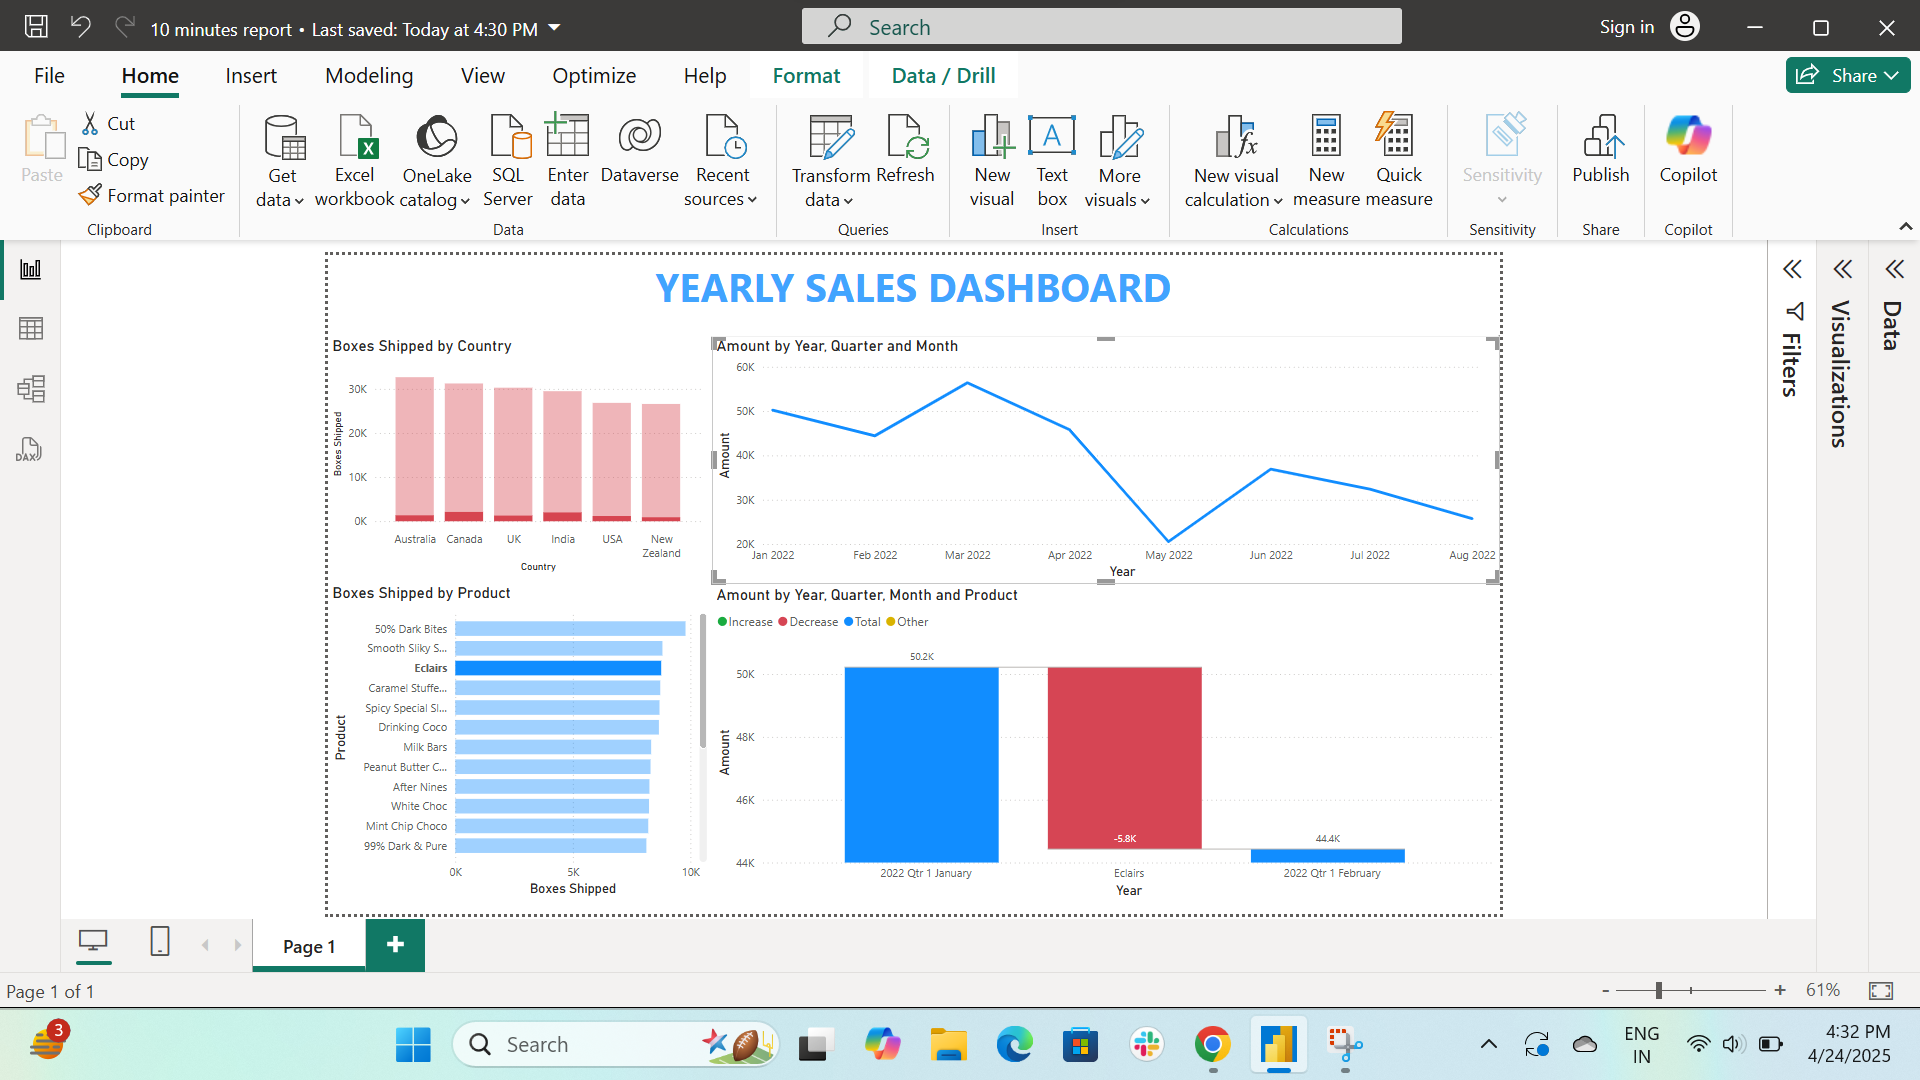 10 minutes report • Last saved: Today at 4:30 PM
Search
Sign in
File Home Insert Modeling View Optimize Help Format Data / Drill
Share
Paste
Cut
Copy
Format painter
Get data
Excel workbook
OneLake catalog
SQL Server
Enter data
Dataverse
Recent sources
Transform data
Refresh
New visual
Text box
More visuals
New visual calculation
New measure
Quick measure
Sensitivity
Publish
Copilot
Clipboard
Data
Queries
Insert
Calculations
Sensitivity
Share
Copilot
DAX
YEARLY SALES DASHBOARD
Boxes Shipped by Country
30K
20K
10K
0K
Boxes Shipped
Australia Canada UK India USA New Zealand
Country
Amount by Year, Quarter and Month
60K
50K
40K
30K
20K
Amount
Jan 2022 Feb 2022 Mar 2022 Apr 2022 May 2022 Jun 2022 Jul 2022 Aug 2022
Year
Boxes Shipped by Product
Product
50% Dark Bites
Smooth Sliky S...
Eclairs
Caramel Stuffe...
Spicy Special Sl...
Drinking Coco
Milk Bars
Peanut Butter C...
After Nines
White Choc
Mint Chip Choco
99% Dark & Pure
0K 5K 10K
Boxes Shipped
Amount by Year, Quarter, Month and Product
Increase Decrease Total Other
50K
48K
46K
44K
Amount
50.2K
-5.8K
44.4K
2022 Qtr 1 January Eclairs 2022 Qtr 1 February
Year
Filters
Visualizations
Data
Page 1
Page 1 of 1
- + 61%
3
Search
ENG
IN
4:32 PM
4/24/2025